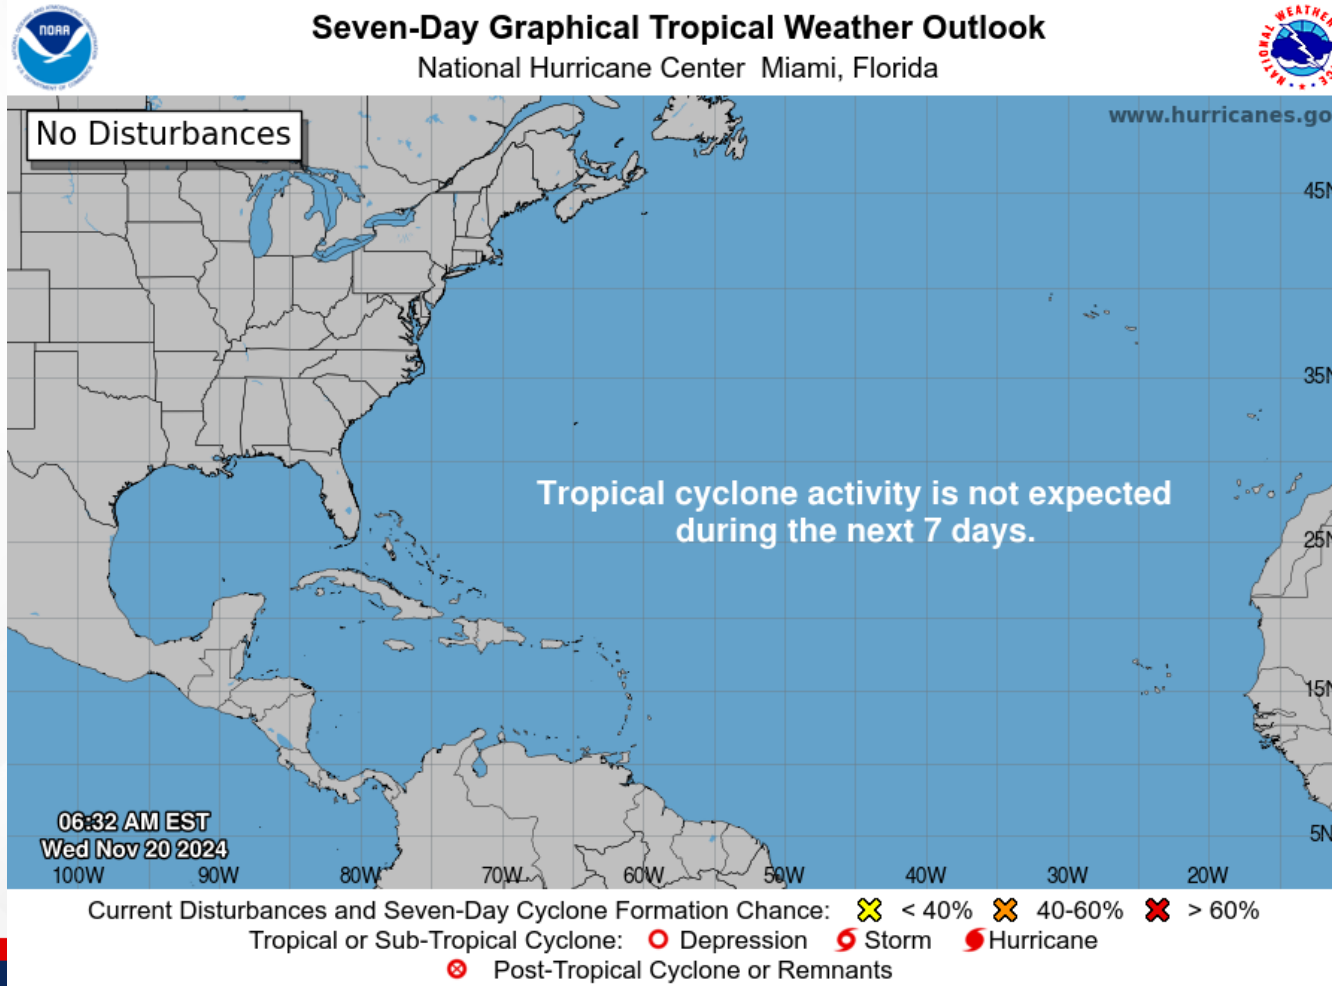 NOAA
Seven-Day Graphical Tropical Weather Outlook
National Hurricane Center Miami, Florida
NATIONAL WEATHER
www.hurricanes.go
No Disturbances
45N
35N
Tropical cyclone activity is not expected
during the next 7 days.
25N
15N
06:32 AM EST
Wed Nov 20 2024
5N
100W 90W 80W 70W 60W 50W 40W 30W 20W
Current Disturbances and Seven-Day Cyclone Formation Chance: < 40% 40-60% > 60%
Tropical or Sub-Tropical Cyclone: Depression Storm Hurricane
Post-Tropical Cyclone or Remnants